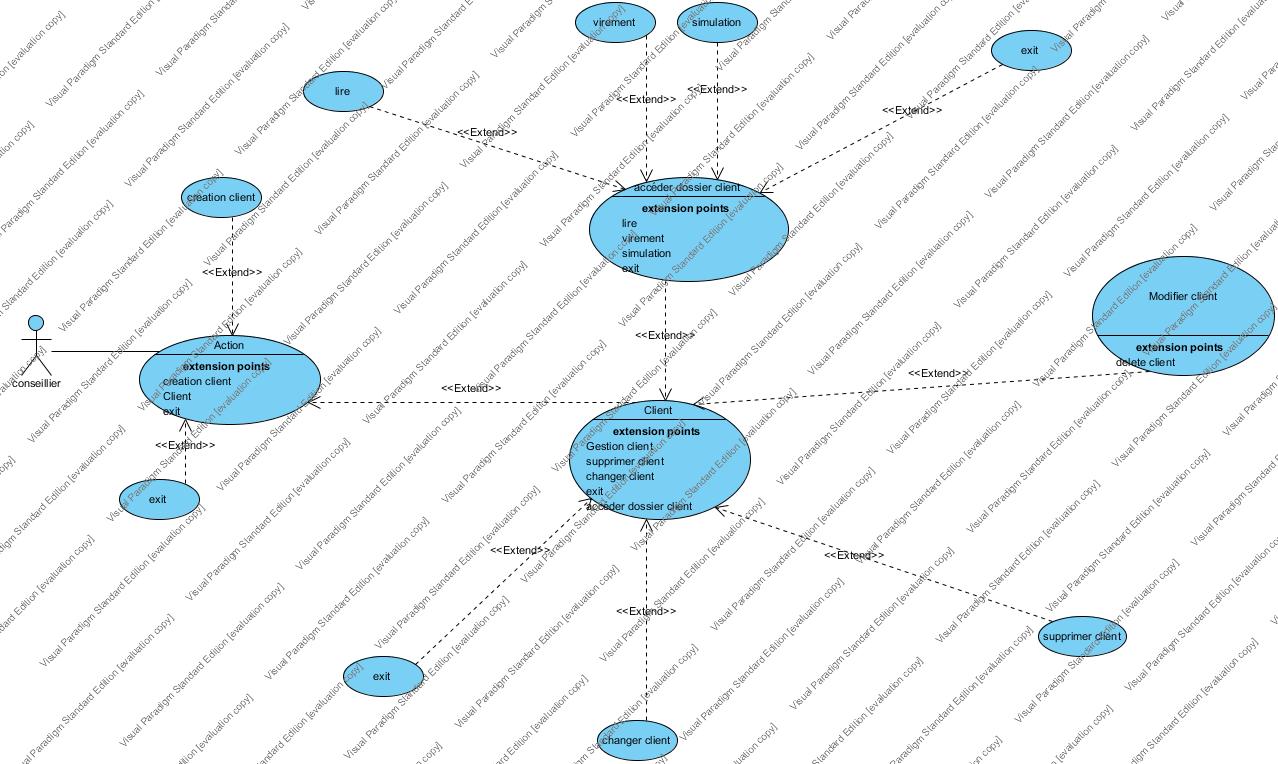 virement
simulation
exit
lire
<<Extend>>
<<Extend>>
<<Extend>>
<<Extend>>
creation client
acceder dossier client
extension points
lire
virement
simulation
exit
<<Extend>>
Modifier client
extension points
delete client
conseillier
Action
extension points
Creation client
Client
exit
<<Extend>>
<<Extend>>
<<Extend>>
Client
extension points
Gestion client
supprimer client
changer client
exit
acceder dossier client
<<Extend>>
exit
<<Extend>>
<<Extend>>
<<Extend>>
supprimer client
exit
changer client
Visual Paradigm Standard Edition [evaluation copy]